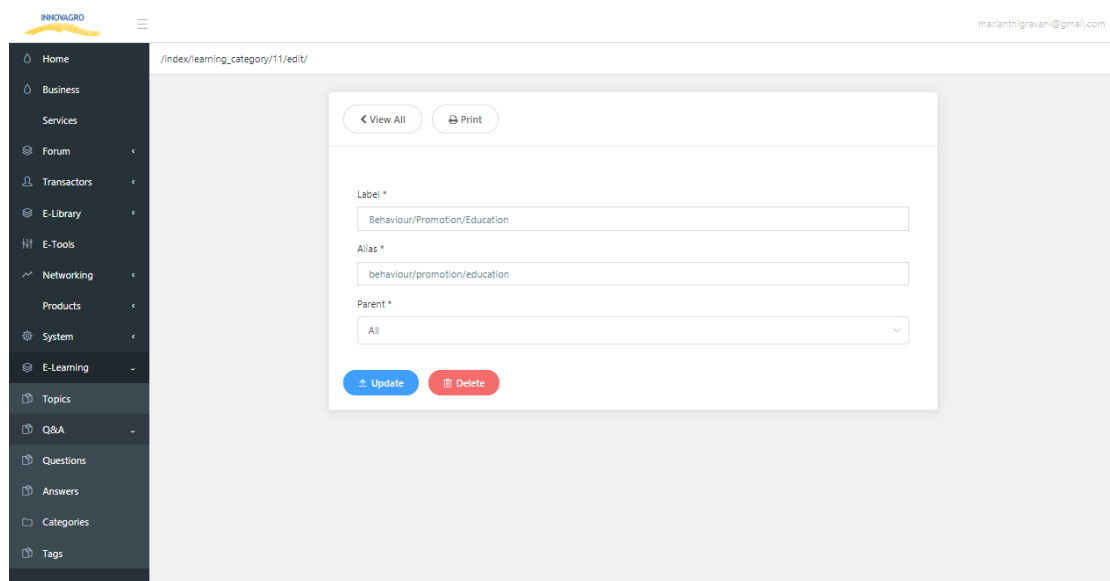 INNOVAGRO
marianthigravani@gmail.com
Home
/index/learning_category/11/edit/
Business
Services
Forum
Transactors
E-Library
E-Tools
Networking
Products
System
E-Learning
Topics
Q&A
Questions
Answers
Categories
Tags
View All
Print
Label *
Behaviour/Promotion/Education
Alias *
behaviour/promotion/education
Parent *
All
Update
Delete